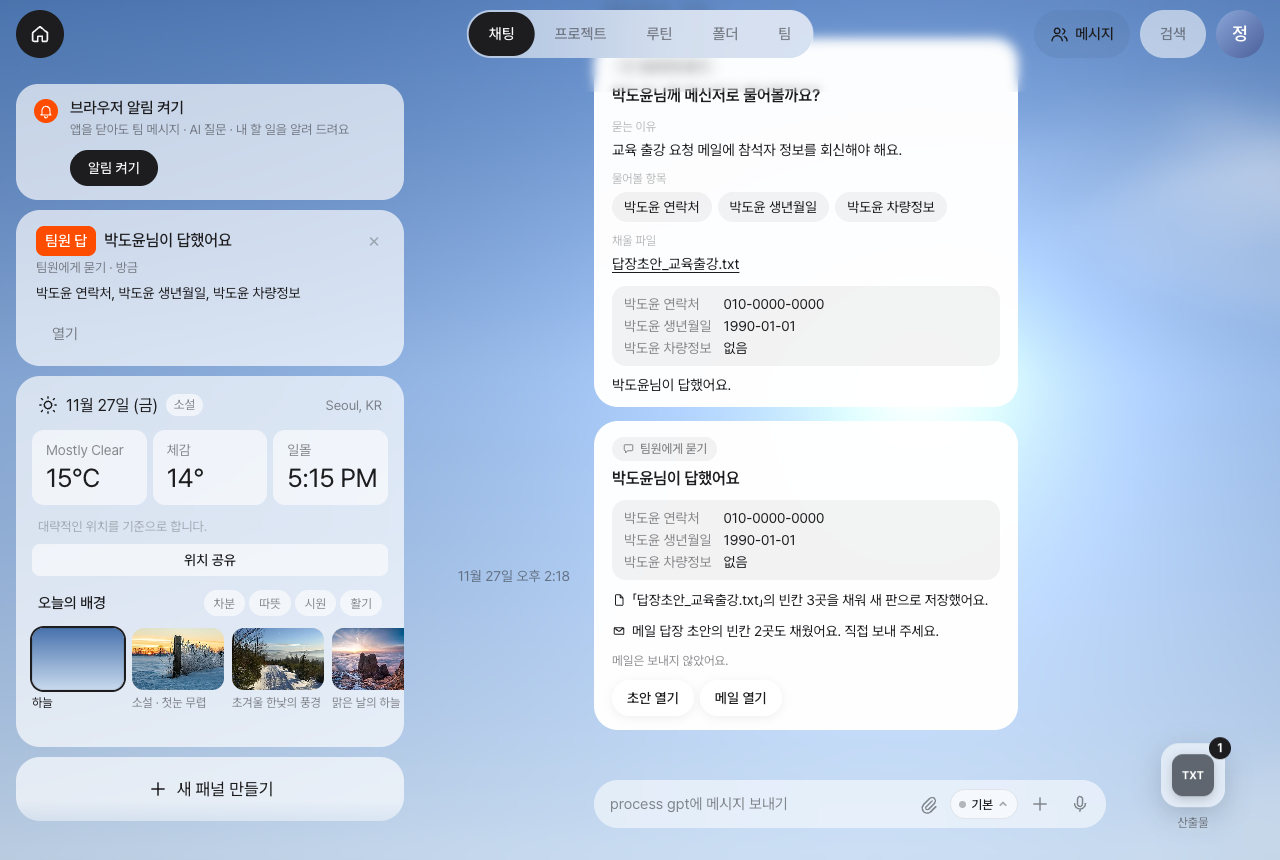 채팅
프로젝트
루틴
폴더
팀
메시지
검색
정
브라우저 알림 켜기
앱을 닫아도 팀 메시지 · AI 질문 · 내 할 일을 알려 드려요
알림 켜기
팀원 답
박도윤님이 답했어요
팀원에게 묻기 · 방금
박도윤 연락처, 박도윤 생년월일, 박도윤 차량정보
열기
11월 27일 (금)
소설
Seoul, KR
Mostly Clear
15°C
체감
14°
일몰
5:15 PM
대략적인 위치를 기준으로 합니다.
위치 공유
오늘의 배경
차분
따뜻
시원
활기
하늘
소설 · 첫눈 무렵
초겨울 한낮의 풍경
맑은 날의 하늘
새 패널 만들기
박도윤님께 메신저로 물어볼까요?
묻는 이유
교육 출강 요청 메일에 참석자 정보를 회신해야 해요.
물어볼 항목
박도윤 연락처
박도윤 생년월일
박도윤 차량정보
채울 파일
답장초안_교육출강.txt
박도윤 연락처 010-0000-0000
박도윤 생년월일 1990-01-01
박도윤 차량정보 없음
박도윤님이 답했어요.
11월 27일 오후 2:18
팀원에게 묻기
박도윤님이 답했어요
박도윤 연락처 010-0000-0000
박도윤 생년월일 1990-01-01
박도윤 차량정보 없음
「답장초안_교육출강.txt」의 빈칸 3곳을 채워 새 판으로 저장했어요.
메일 답장 초안의 빈칸 2곳도 채웠어요. 직접 보내 주세요.
메일은 보내지 않았어요.
초안 열기
메일 열기
process gpt에 메시지 보내기
기본
1
TXT
산출물